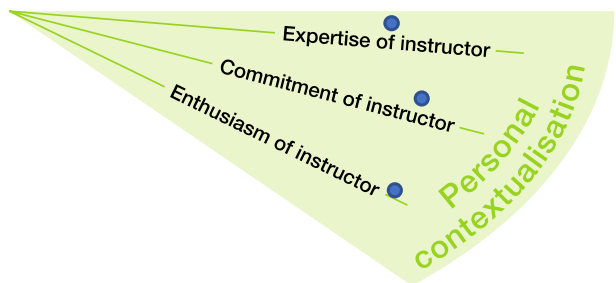 Expertise of instructor
Commitment of instructor
Enthusiasm of instructor
Personal
contextualisation